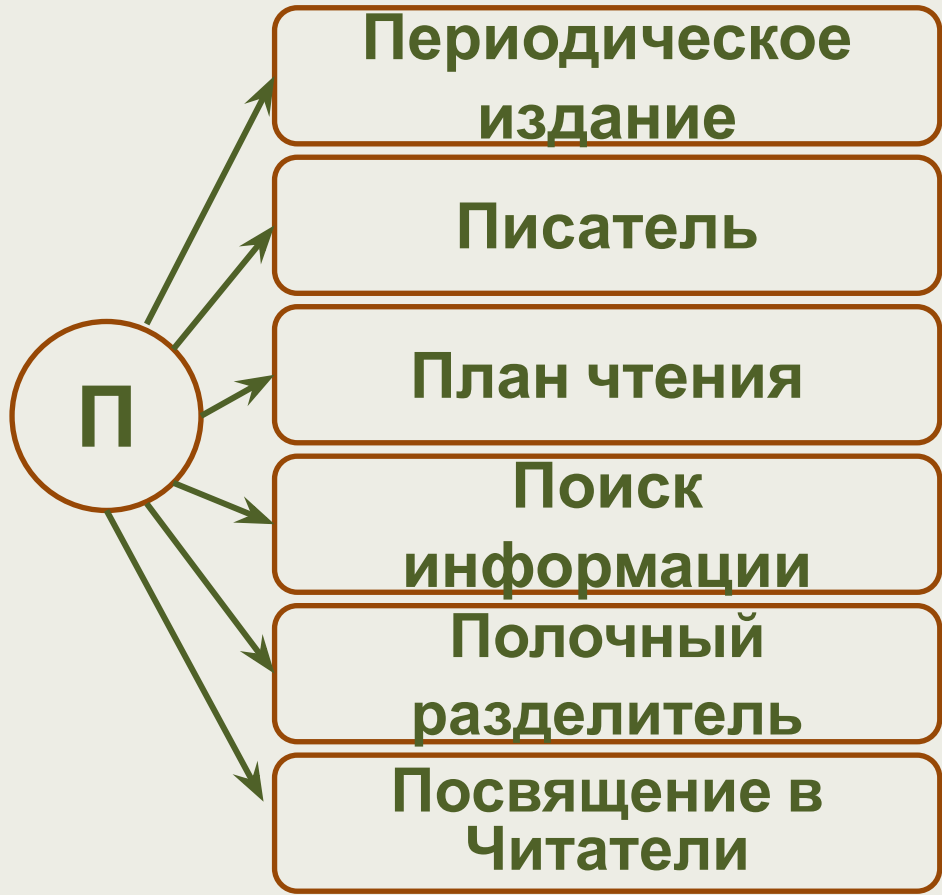 П
Периодическое
издание
Писатель
План чтения
Поиск
информации
Полочный
разделитель
Посвящение в
Читатели